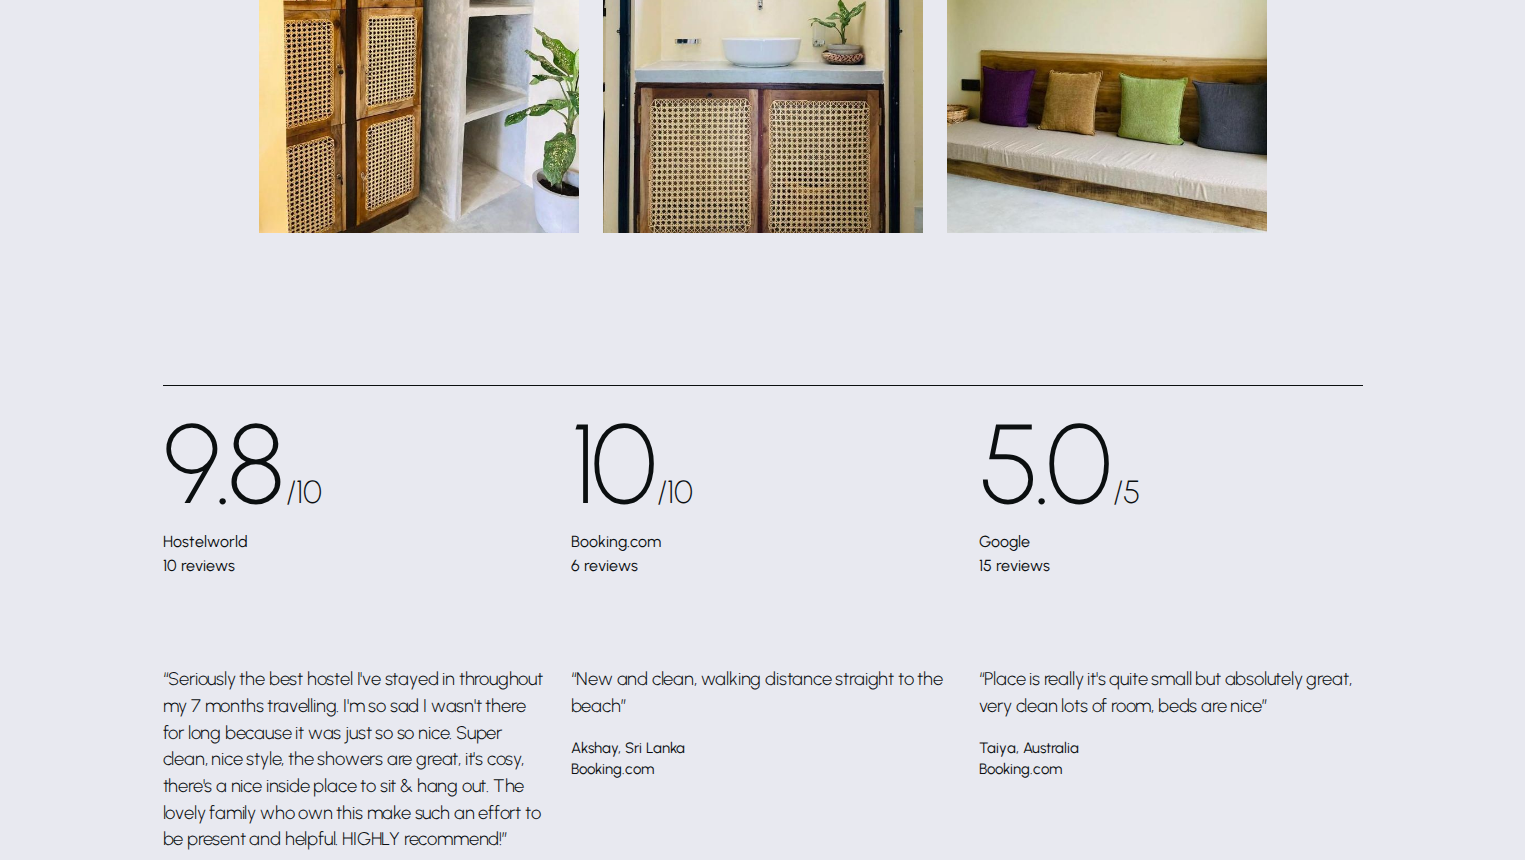 9.8/10
Hostelworld
10 reviews
10/10
Booking.com
6 reviews
5.0/5
Google
15 reviews
“Seriously the best hostel I've stayed in throughout
my 7 months travelling. I'm so sad I wasn't there
for long because it was just so so nice. Super
clean, nice style, the showers are great, it's cosy,
there's a nice inside place to sit & hang out. The
lovely family who own this make such an effort to
be present and helpful. HIGHLY recommend!”
“New and clean, walking distance straight to the
beach”
Akshay, Sri Lanka
Booking.com
“Place is really it's quite small but absolutely great,
very clean lots of room, beds are nice”
Taiya, Australia
Booking.com